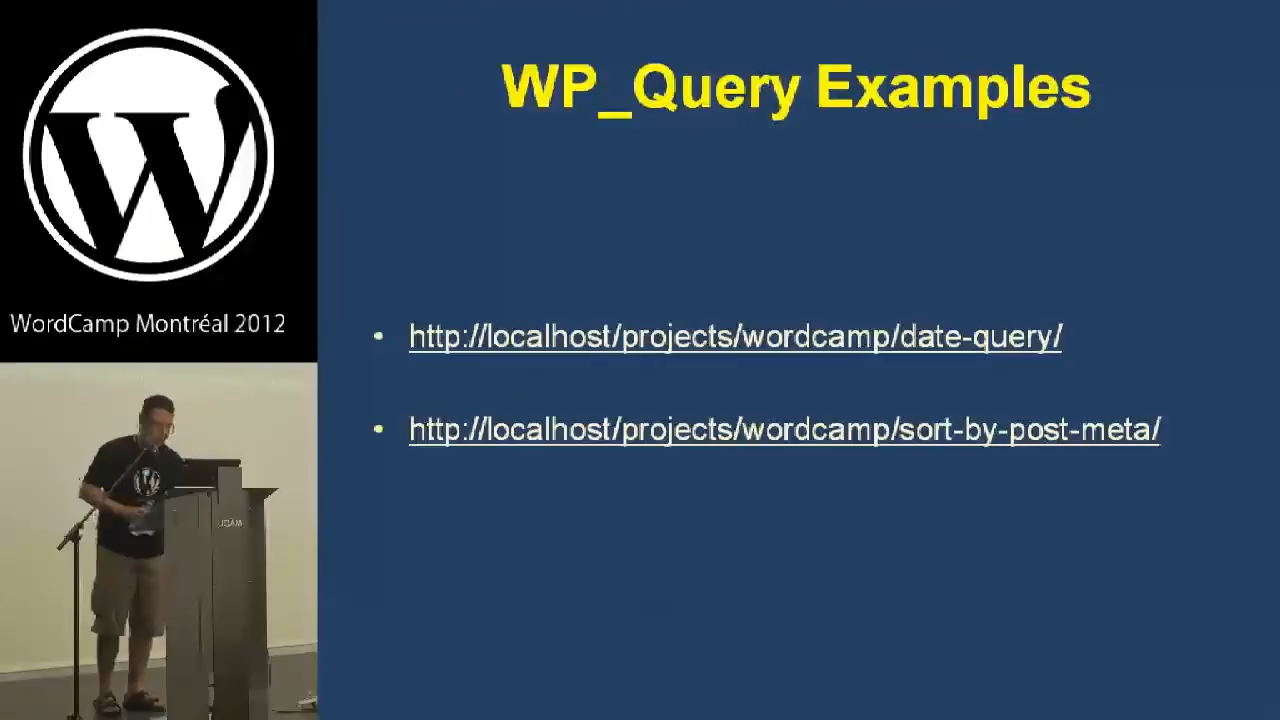 WordCamp Montréal 2012
WP_Query Examples
• http://localhost/projects/wordcamp/date-query/
• http://localhost/projects/wordcamp/sort-by-post-meta/
UQAM